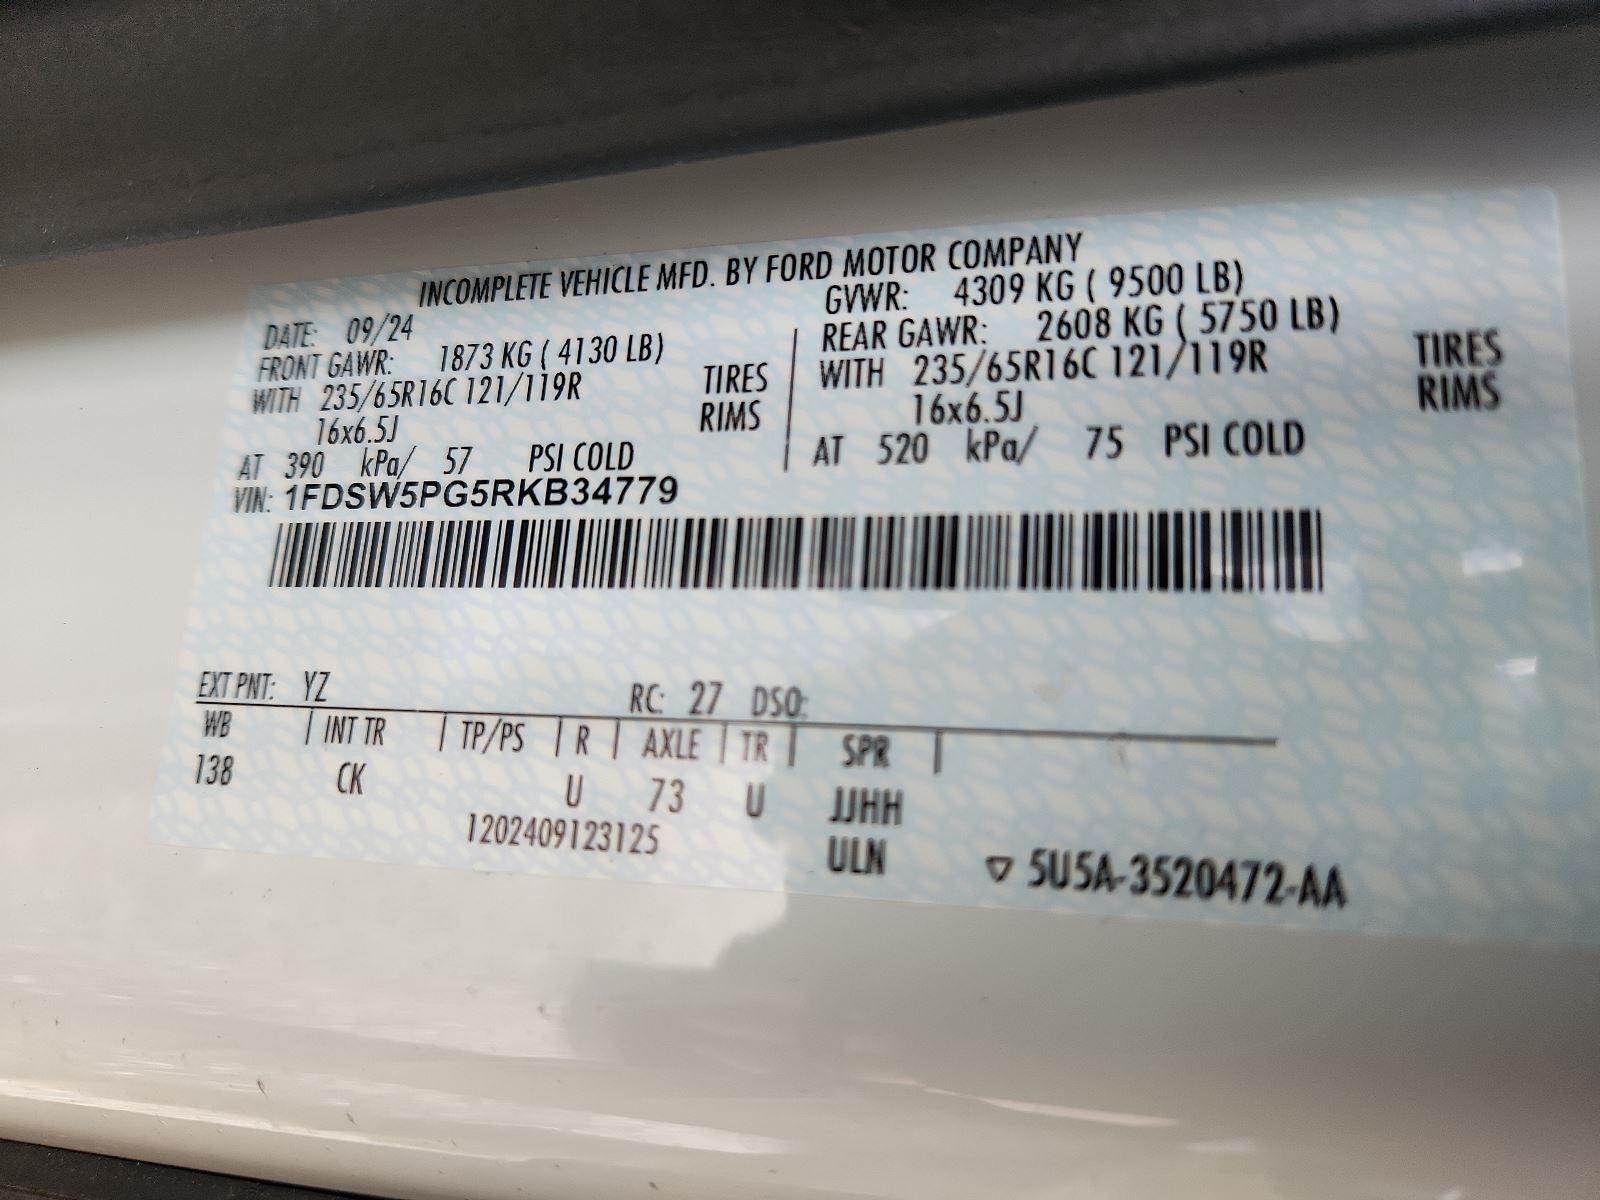 INCOMPLETE VEHICLE MFD. BY FORD MOTOR COMPANY
DATE: 09/24 GVWR: 4309 KG ( 9500 LB)
FRONT GAWR: 1873 KG ( 4130 LB) REAR GAWR: 2608 KG ( 5750 LB)
WITH 235/65R16C 121/119R TIRES WITH 235/65R16C 121/119R TIRES
16x6.5J RIMS 16x6.5J RIMS
AT 390 kPa/ 57 PSI COLD AT 520 kPa/ 75 PSI COLD
VIN: 1FDSW5PG5RKB34779
EXT PNT: YZ RC: 27 DSO:
WB | INT TR | TP/PS | R | AXLE | TR | SPR |
138 CK U 73 U JJHH
1202409123125 ULN ▽ 5U5A-3520472-AA